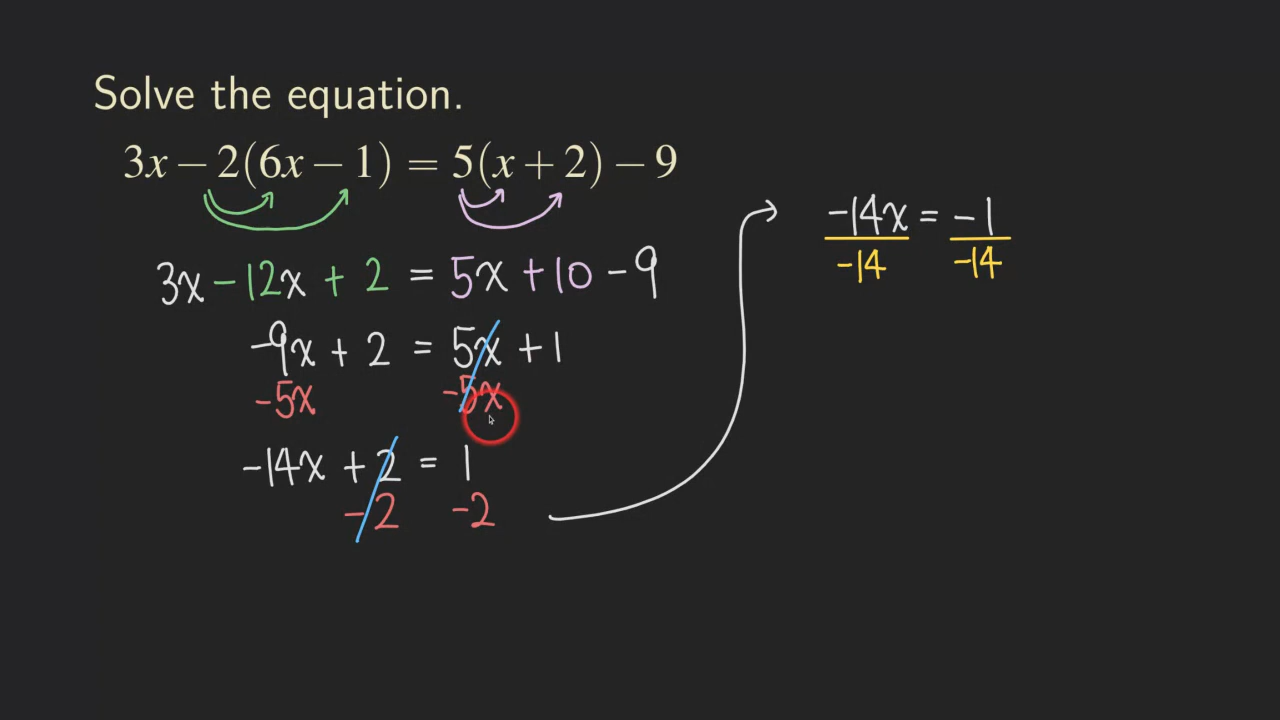 Solve the equation.
3x − 2(6x − 1) = 5(x + 2) − 9
3x − 12x + 2 = 5x + 10 − 9
-9x + 2 = 5x + 1
-5x -5x
-14x + 2 = 1
-2 -2
-14x = -1
-14 -14